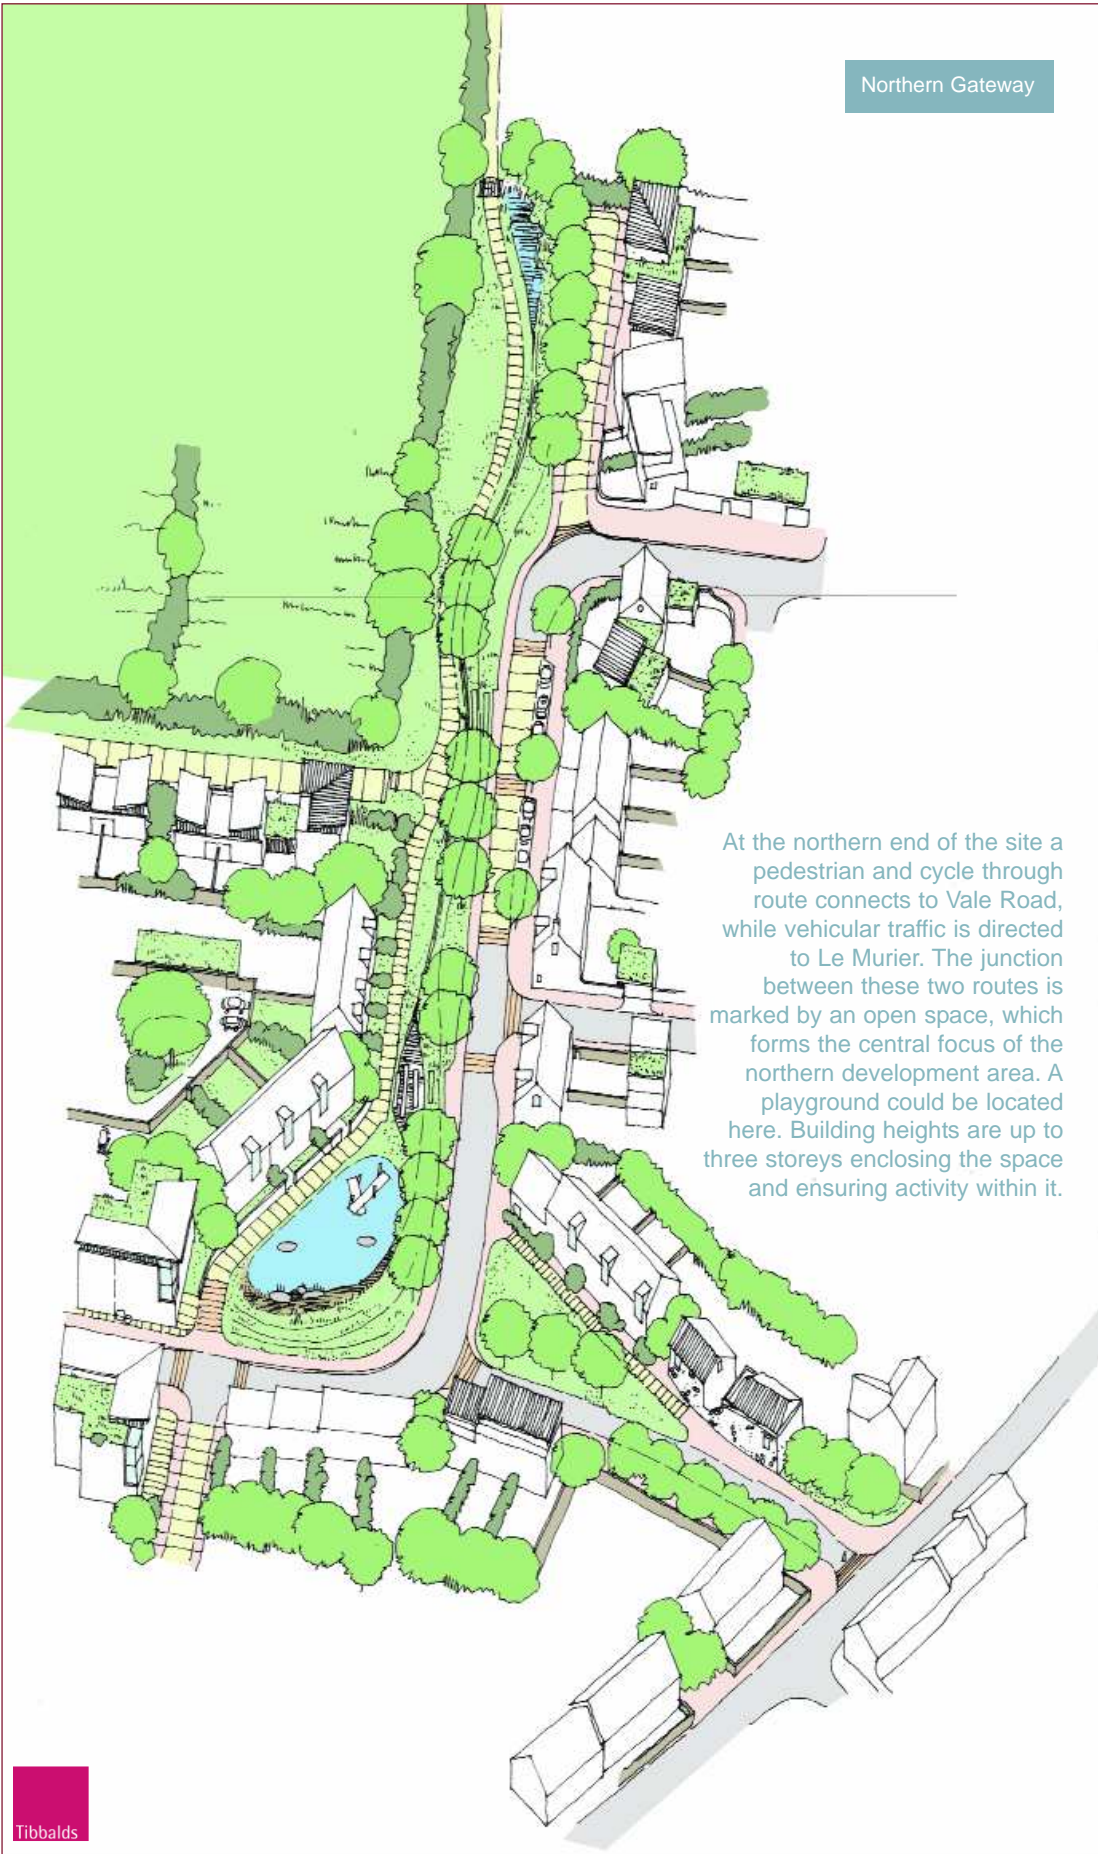 Northern Gateway
At the northern end of the site a
pedestrian and cycle through
route connects to Vale Road,
while vehicular traffic is directed
to Le Murier. The junction
between these two routes is
marked by an open space, which
forms the central focus of the
northern development area. A
playground could be located
here. Building heights are up to
three storeys enclosing the space
and ensuring activity within it.
Tibbalds